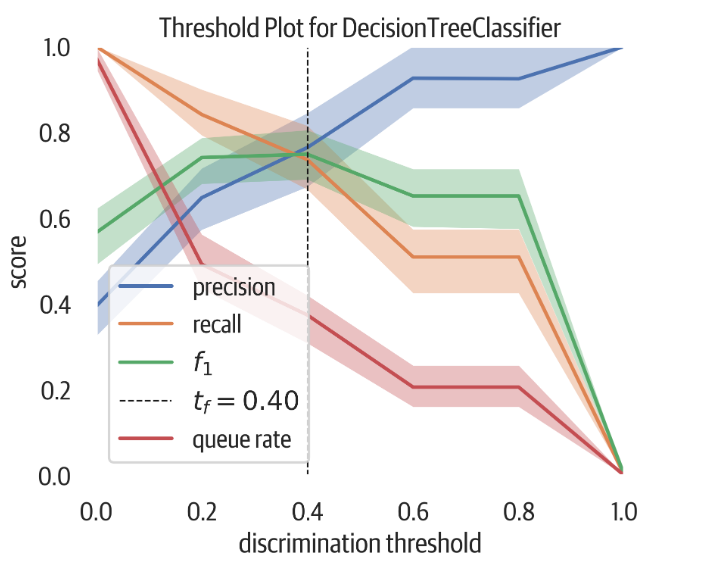 Threshold Plot for DecisionTreeClassifier
1.0
0.8
0.6
0.4
0.2
0.0
score
precision
recall
f₁
t_f = 0.40
queue rate
0.0 0.2 0.4 0.6 0.8 1.0
discrimination threshold